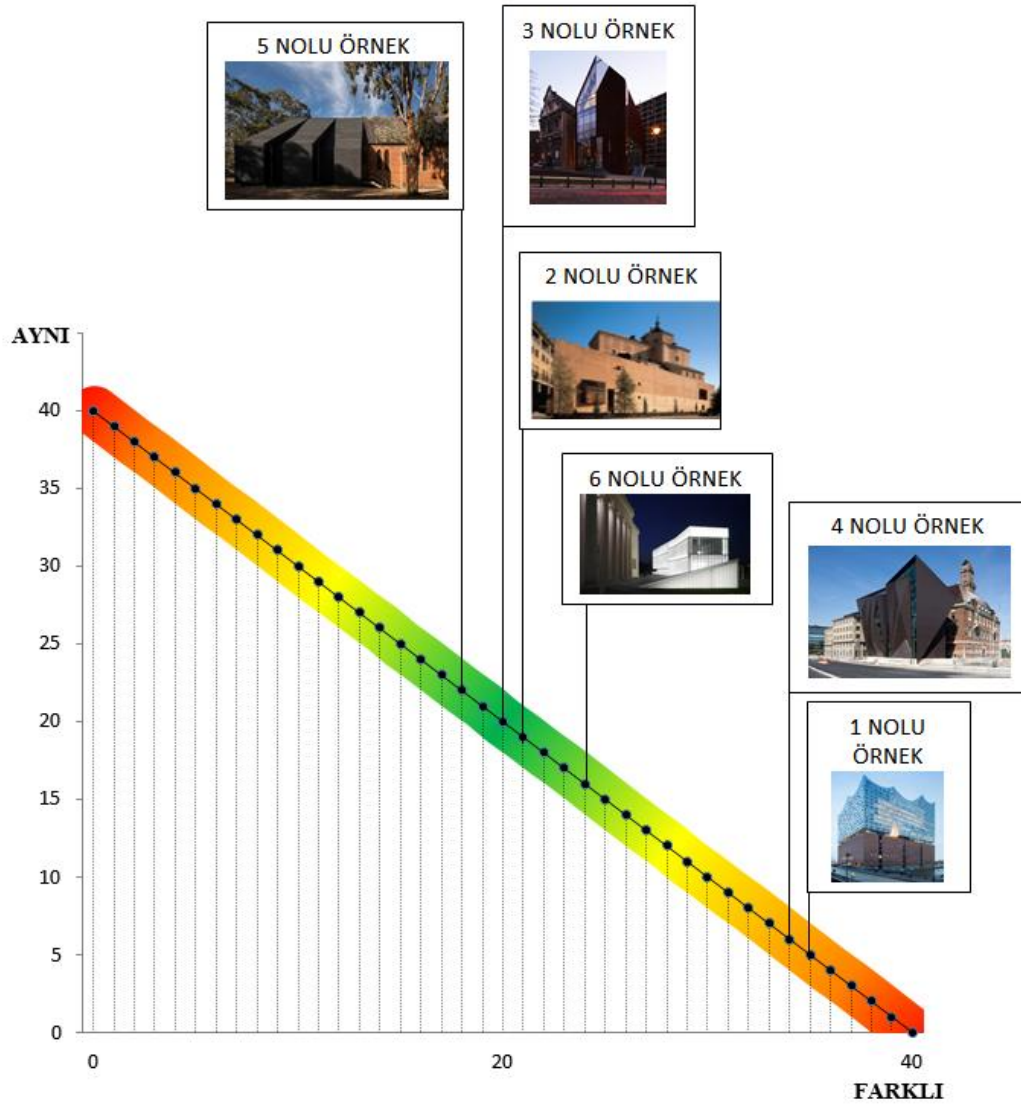 5 NOLU ÖRNEK
3 NOLU ÖRNEK
2 NOLU ÖRNEK
6 NOLU ÖRNEK
4 NOLU ÖRNEK
1 NOLU
ÖRNEK
AYNI
40
35
30
25
20
15
10
5
0
0
20
40
FARKLI